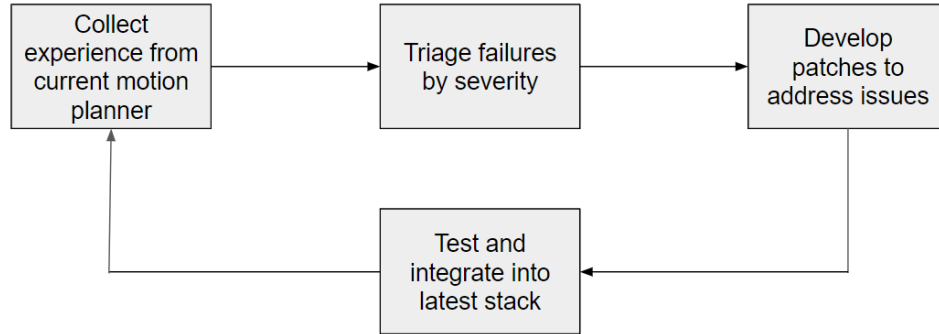 Collect
experience from
current motion
planner
Triage failures
by severity
Develop
patches to
address issues
Test and
integrate into
latest stack